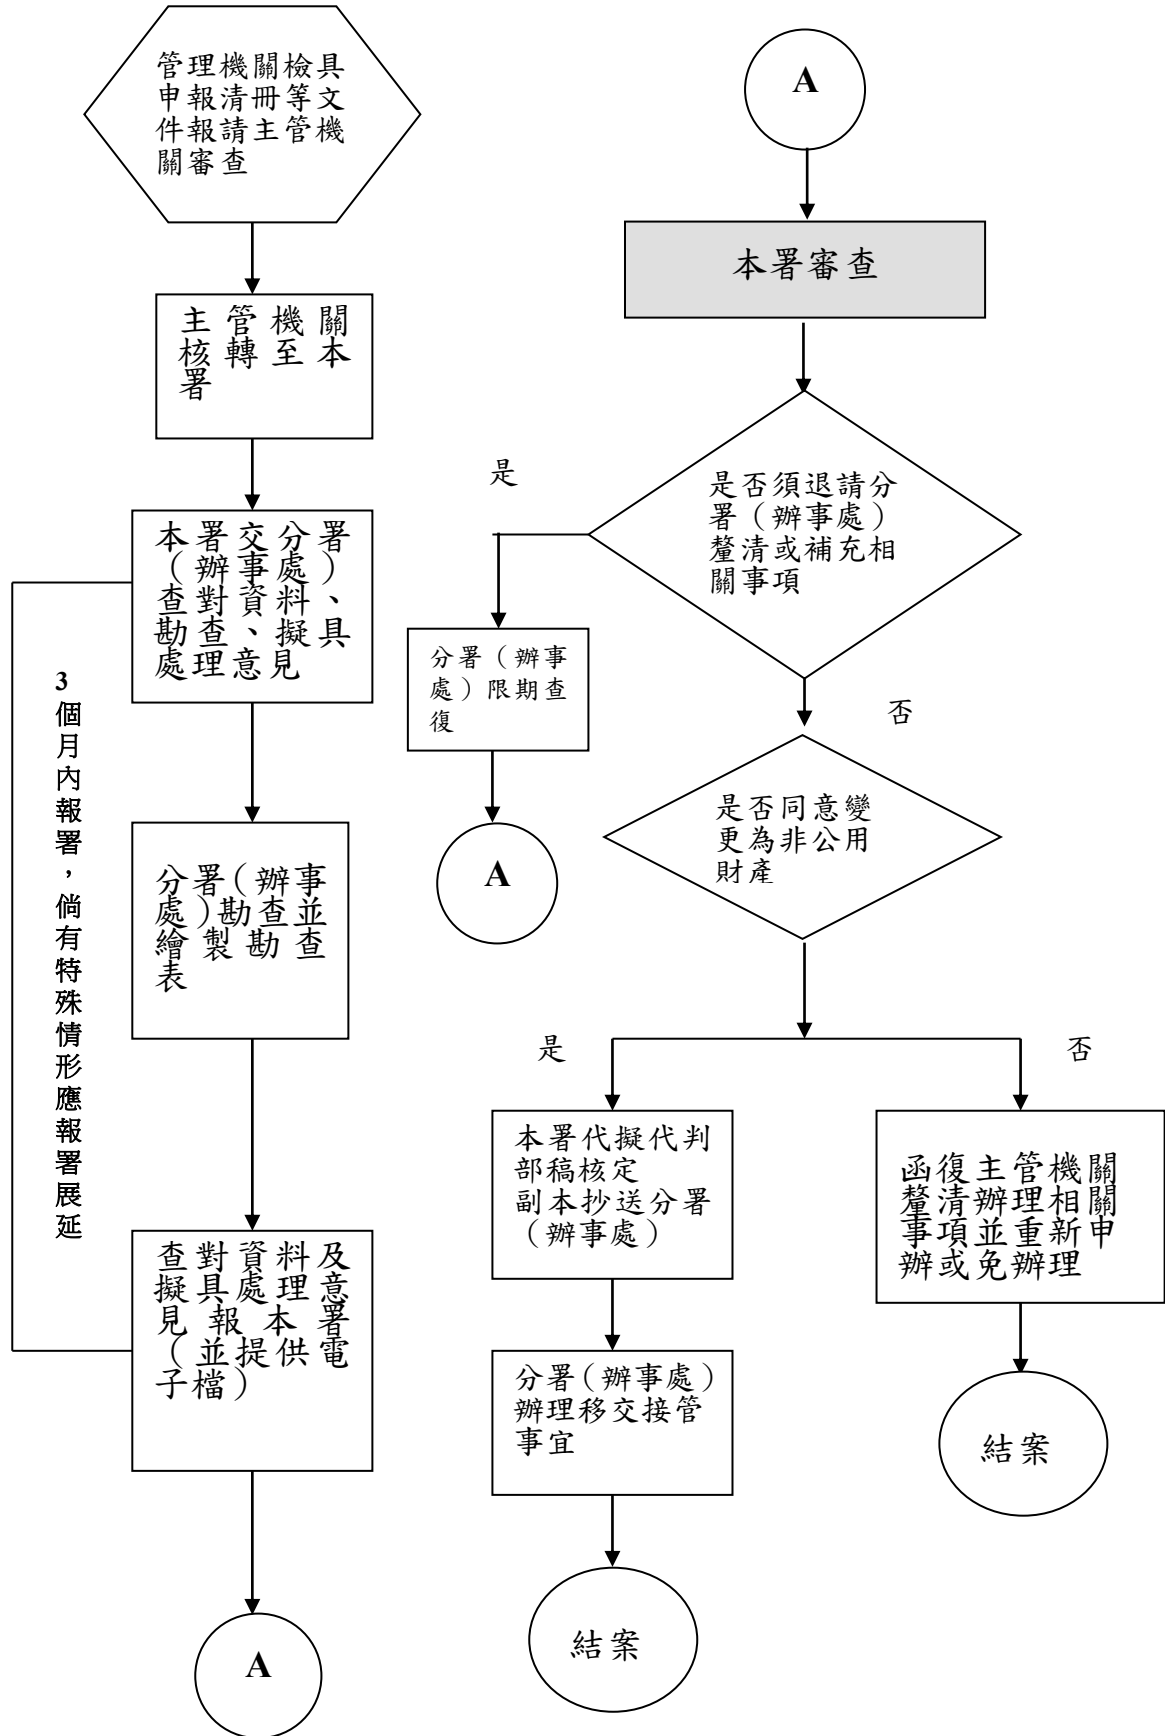 管理機關檢具
申報清冊等文
件報請主管機
關審查
主管機關
核轉至本
署
本署交分署
（辦事處）
查對資料、
勘查、擬具
處理意見
3個月內報署，倘有特殊情形應報署展延
分署(辦事
處)勘查並
繪製勘查
表
查對資料及
擬具處理意
見報本署
（並提供電
子檔）
A
A
本署審查
是否須退請分
署（辦事處）
釐清或補充相
關事項
是
分署（辦事
處）限期查
復
A
否
是否同意變
更為非公用
財產
是
本署代擬代判
部稿核定
副本抄送分署
（辦事處）
分署(辦事處)
辦理移交接管
事宜
結案
否
函復主管機關
釐清辦理相關
事項並重新申
辦或免辦理
結案